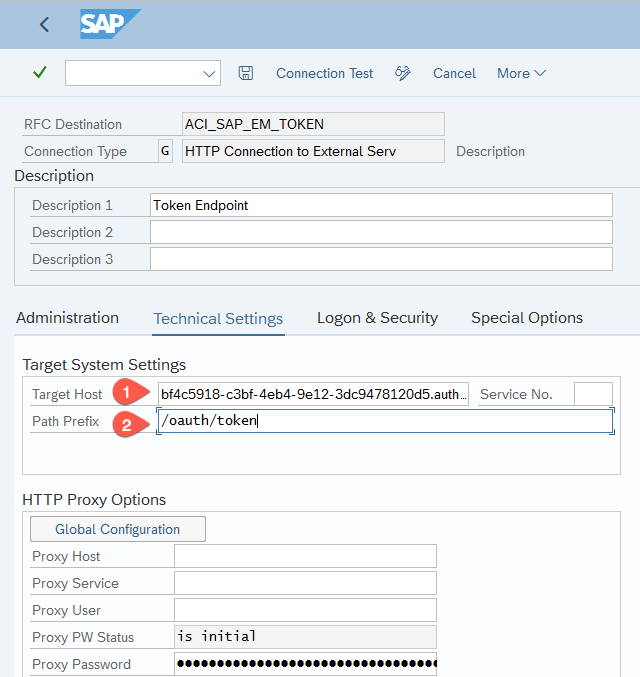 SAP
Connection Test Cancel More
RFC Destination ACI_SAP_EM_TOKEN
Connection Type G HTTP Connection to External Serv Description
Description
Description 1 Token Endpoint
Description 2
Description 3
Administration Technical Settings Logon & Security Special Options
Target System Settings
Target Host 1 bf4c5918-c3bf-4eb4-9e12-3dc9478120d5.auth... Service No.
Path Prefix 2 /oauth/token
HTTP Proxy Options
Global Configuration
Proxy Host
Proxy Service
Proxy User
Proxy PW Status is initial
Proxy Password